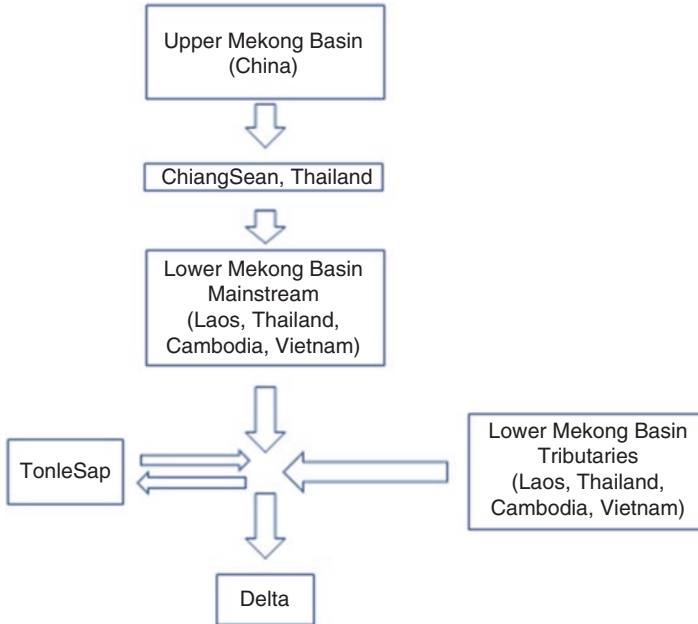 Upper Mekong Basin
(China)
ChiangSean, Thailand
Lower Mekong Basin
Mainstream
(Laos, Thailand,
Cambodia, Vietnam)
TonleSap
Lower Mekong Basin
Tributaries
(Laos, Thailand,
Cambodia, Vietnam)
Delta